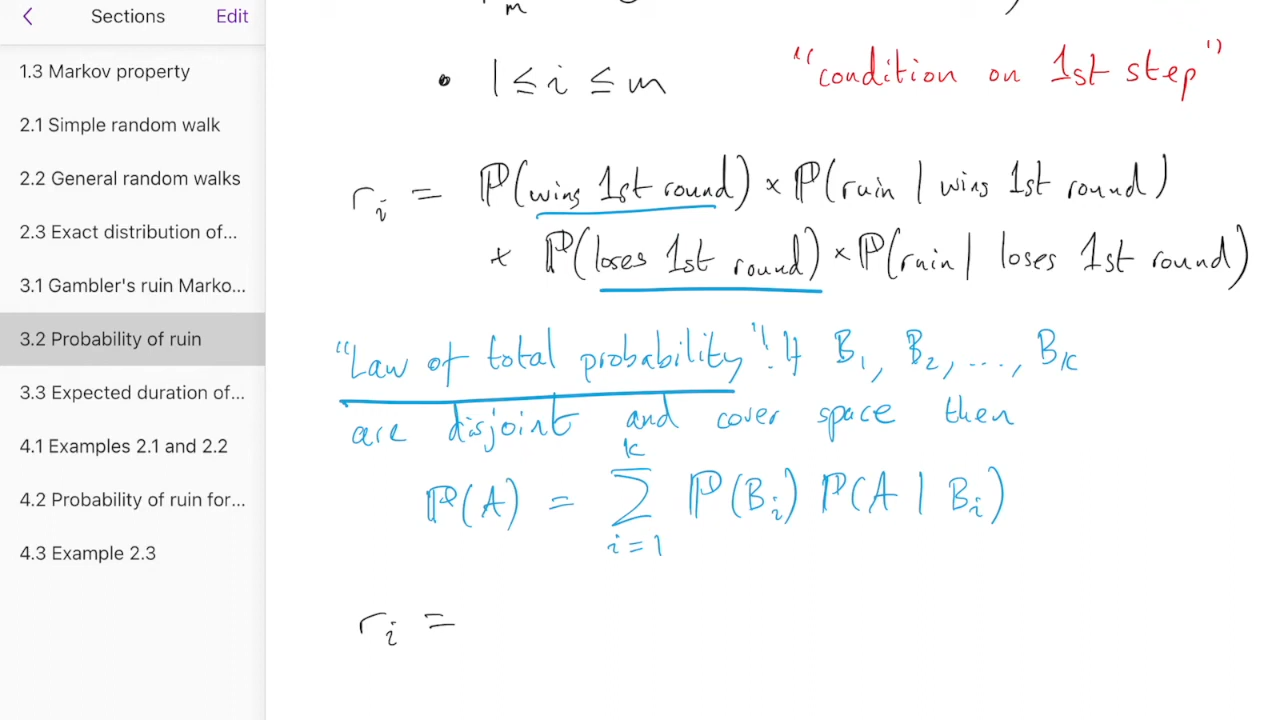 Sections
Edit
1.3 Markov property
2.1 Simple random walk
2.2 General random walks
2.3 Exact distribution of...
3.1 Gambler's ruin Marko...
3.2 Probability of ruin
3.3 Expected duration of...
4.1 Examples 2.1 and 2.2
4.2 Probability of ruin for...
4.3 Example 2.3
• 1 ≤ i ≤ m "condition on 1st step"
r_i = ℙ(wins 1st round) × ℙ(ruin | wins 1st round)
× ℙ(loses 1st round) × ℙ(ruin | loses 1st round)
"Law of total probability": If B_1, B_2, ..., B_k
are disjoint and cover space then
ℙ(A) = ∑_{i=1}^{k} ℙ(B_i) ℙ(A | B_i)
r_i =